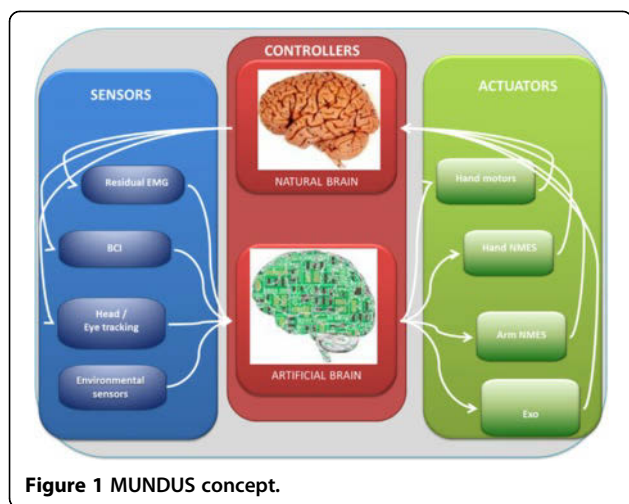 CONTROLLERS
SENSORS
ACTUATORS
NATURAL BRAIN
Residual EMG
Hand motors
BCI
Hand NMES
Head /
Eye tracking
Arm NMES
Environmental
sensors
ARTIFICIAL BRAIN
Exo
Figure 1 MUNDUS concept.